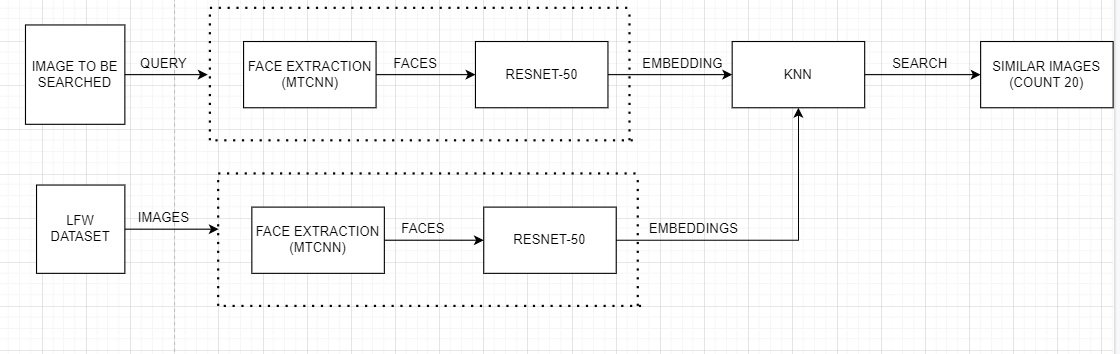 IMAGE TO BE
SEARCHED
QUERY
FACE EXTRACTION
(MTCNN)
FACES
RESNET-50
EMBEDDING
KNN
SEARCH
SIMILAR IMAGES
(COUNT 20)
LFW
DATASET
IMAGES
FACE EXTRACTION
(MTCNN)
FACES
RESNET-50
EMBEDDINGS